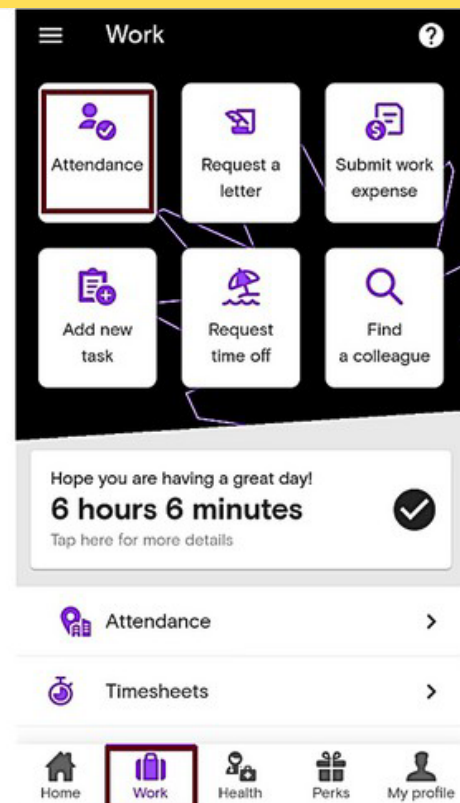 Work
Attendance
Request a
letter
Submit work
expense
Add new
task
Request
time off
Find
a colleague
Hope you are having a great day!
6 hours 6 minutes
Tap here for more details
Attendance
Timesheets
Home
Work
Health
Perks
My profile